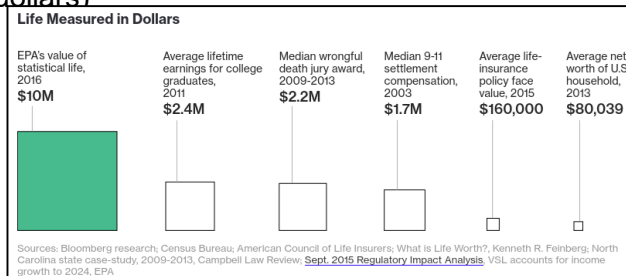 dollars)
Life Measured in Dollars
EPA's value of
statistical life,
2016
$10M
Average lifetime
earnings for college
graduates,
2011
$2.4M
Median wrongful
death jury award,
2009-2013
$2.2M
Median 9-11
settlement
compensation,
2003
$1.7M
Average life-
insurance
policy face
value, 2015
$160,000
Average net
worth of U.S
household,
2013
$80,039
Sources: Bloomberg research; Census Bureau; American Council of Life Insurers; What is Life Worth?, Kenneth R. Feinberg; North
Carolina state case-study, 2009-2013, Campbell Law Review; Sept. 2015 Regulatory Impact Analysis, VSL accounts for income
growth to 2024, EPA